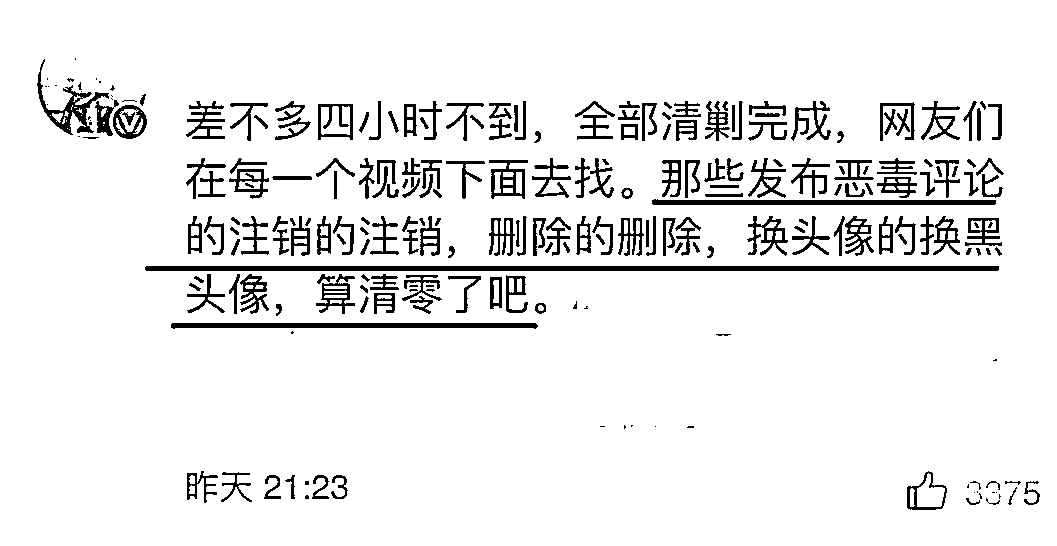 差不多四小时不到，全部清剿完成，网友们
在每一个视频下面去找。那些发布恶毒评论
的注销的注销，删除的删除，换头像的换黑
头像，算清零了吧。
昨天 21:23
3375